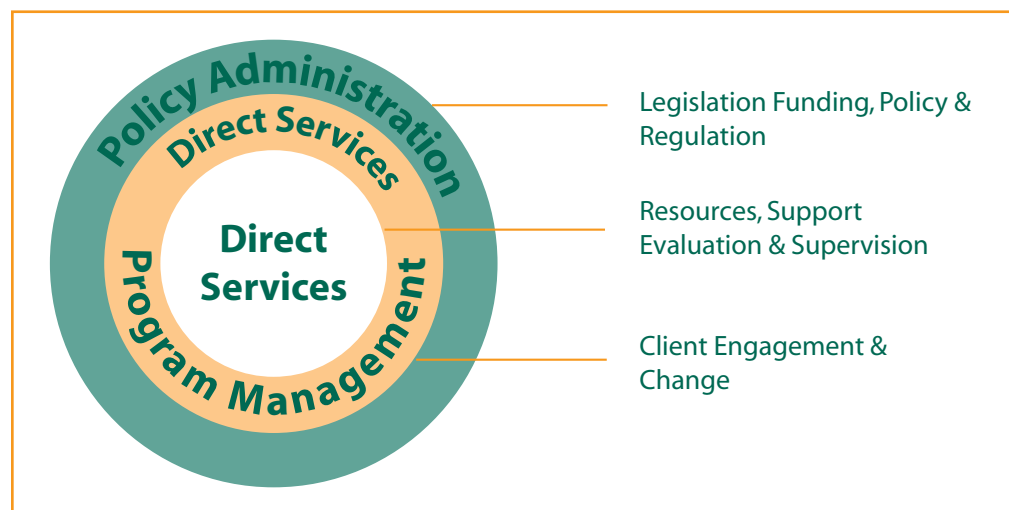 Policy Administration
Direct Services
Direct
Services
Program Management
Legislation Funding, Policy &
Regulation
Resources, Support
Evaluation & Supervision
Client Engagement &
Change